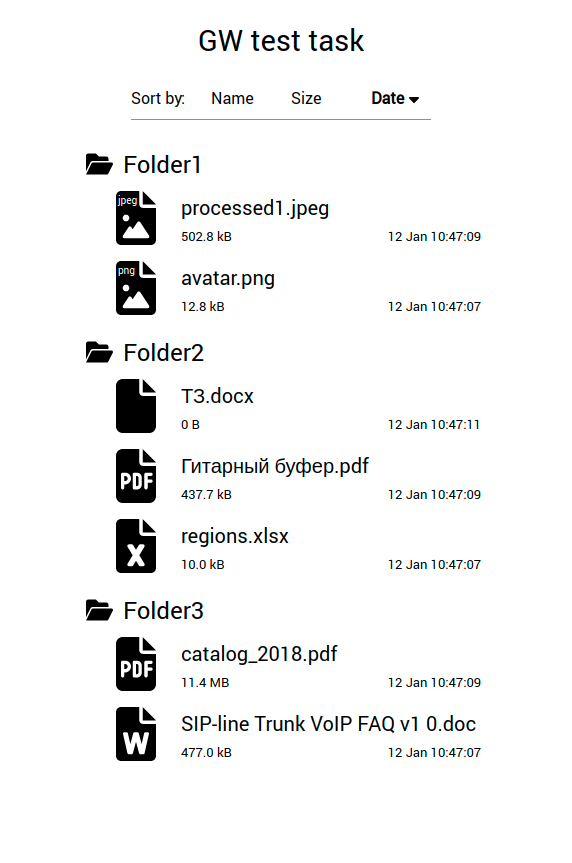 GW test task
Sort by: Name Size Date
Folder1
jpeg
processed1.jpeg
502.8 kB 12 Jan 10:47:09
png
avatar.png
12.8 kB 12 Jan 10:47:07
Folder2
ТЗ.docx
0 B 12 Jan 10:47:11
PDF
Гитарный буфер.pdf
437.7 kB 12 Jan 10:47:09
X
regions.xlsx
10.0 kB 12 Jan 10:47:07
Folder3
PDF
catalog_2018.pdf
11.4 MB 12 Jan 10:47:09
W
SIP-line Trunk VoIP FAQ v1 0.doc
477.0 kB 12 Jan 10:47:07